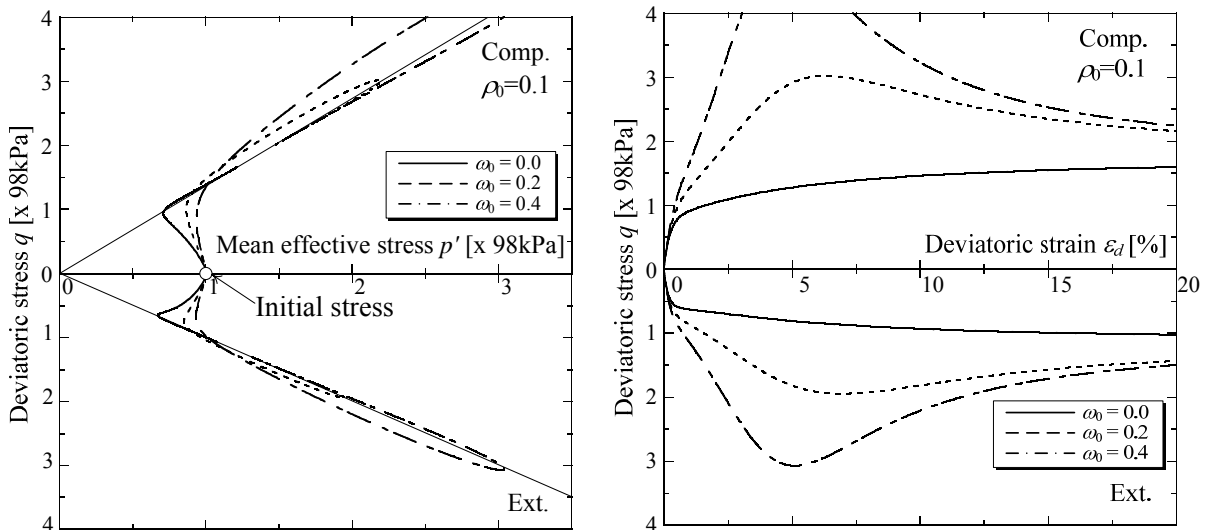 4
3
2
1
0
1
2
3
4
Deviatoric stress q [x 98kPa]
Comp.
ρ0=0.1
ω0 = 0.0
ω0 = 0.2
ω0 = 0.4
Mean effective stress p' [x 98kPa]
0 1 2 3
Initial stress
Ext.
4
3
2
1
0
1
2
3
4
Deviatoric stress q [x 98kPa]
Comp.
ρ0=0.1
Deviatoric strain εd [%]
0 5 10 15 20
ω0 = 0.0
ω0 = 0.2
ω0 = 0.4
Ext.